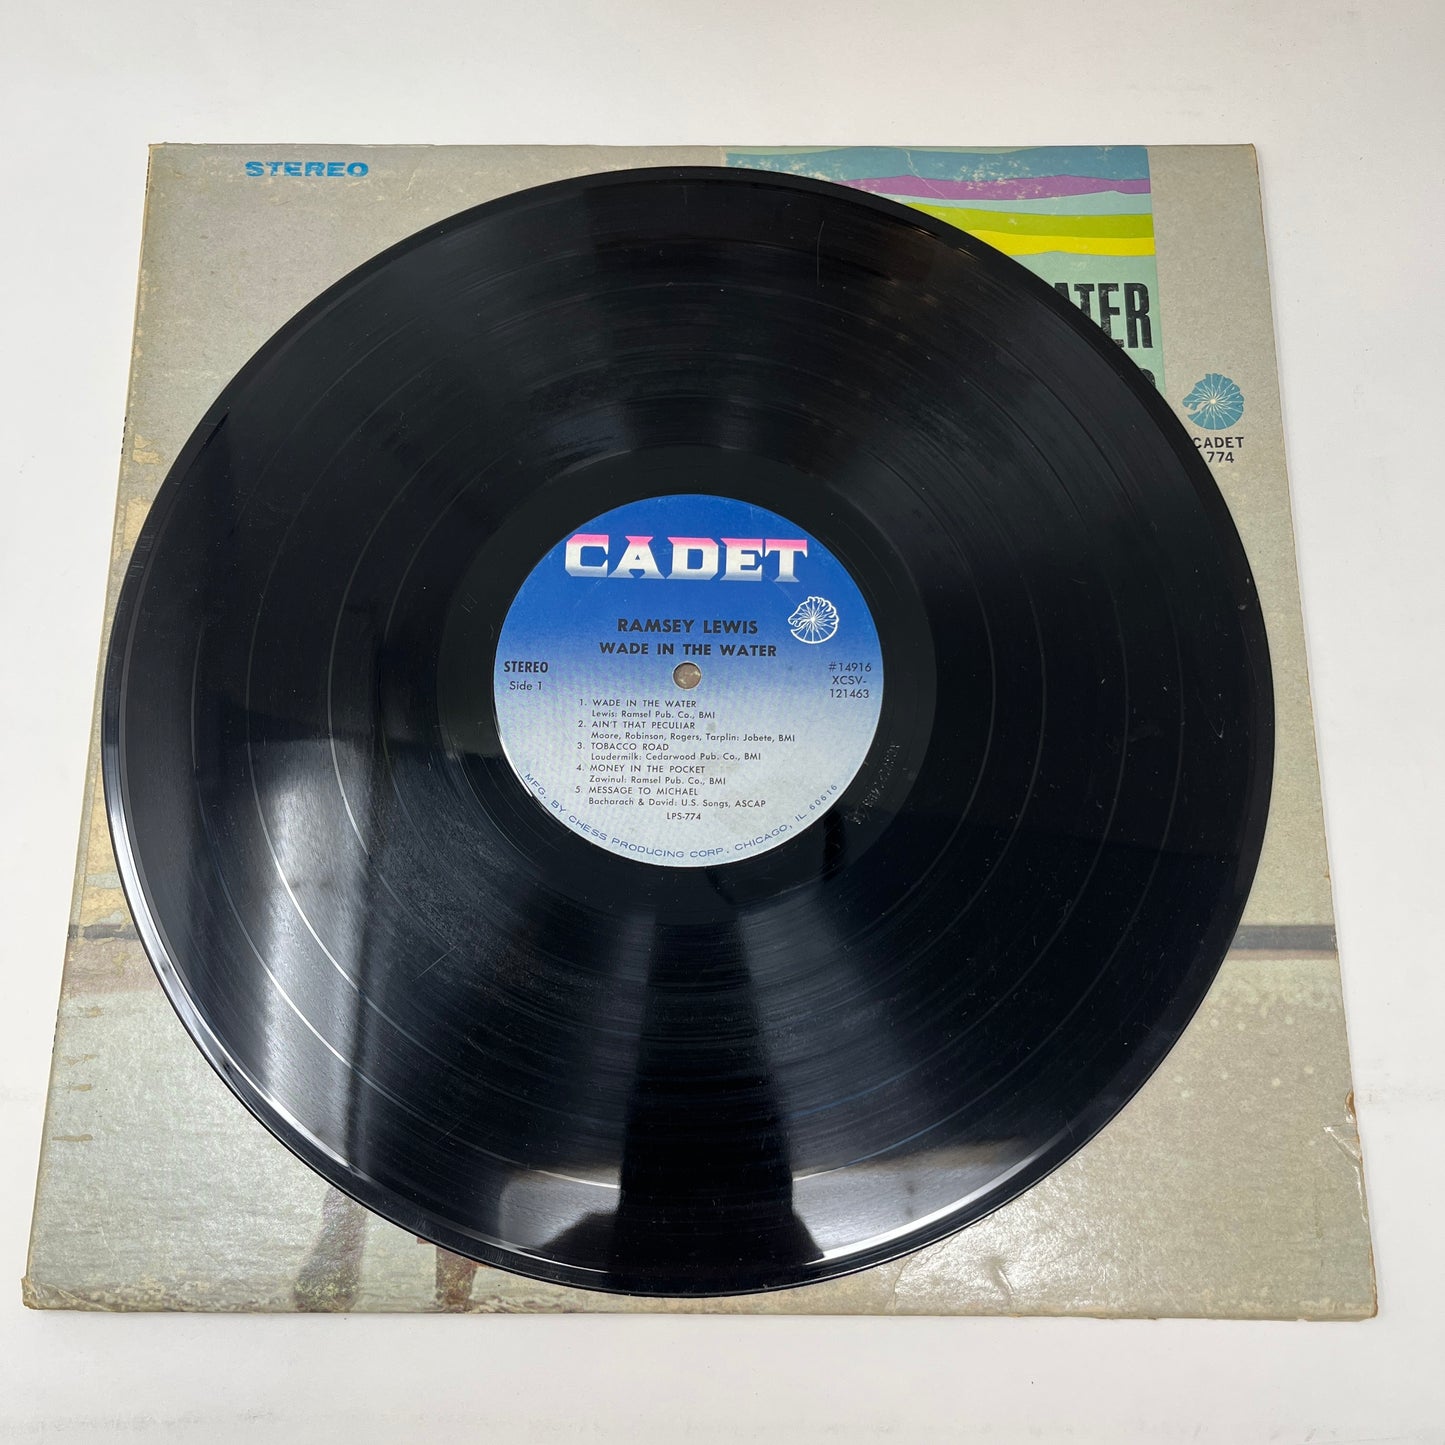 STEREO
ATER
CADET
774
CADET
RAMSEY LEWIS
WADE IN THE WATER
STEREO
Side 1
#14916
XCSV-
121463
1. WADE IN THE WATER
Lewis: Ramsel Pub. Co., BMI
2. AIN'T THAT PECULIAR
Moore, Robinson, Rogers, Tarplin: Jobete, BMI
3. TOBACCO ROAD
Loudermilk: Cedarwood Pub. Co., BMI
4. MONEY IN THE POCKET
Zawinul: Ramsel Pub. Co., BMI
5. MESSAGE TO MICHAEL
Bacharach & David: U.S. Songs, ASCAP
LPS-774
MFG. BY CHESS PRODUCING CORP. CHICAGO, IL 60616